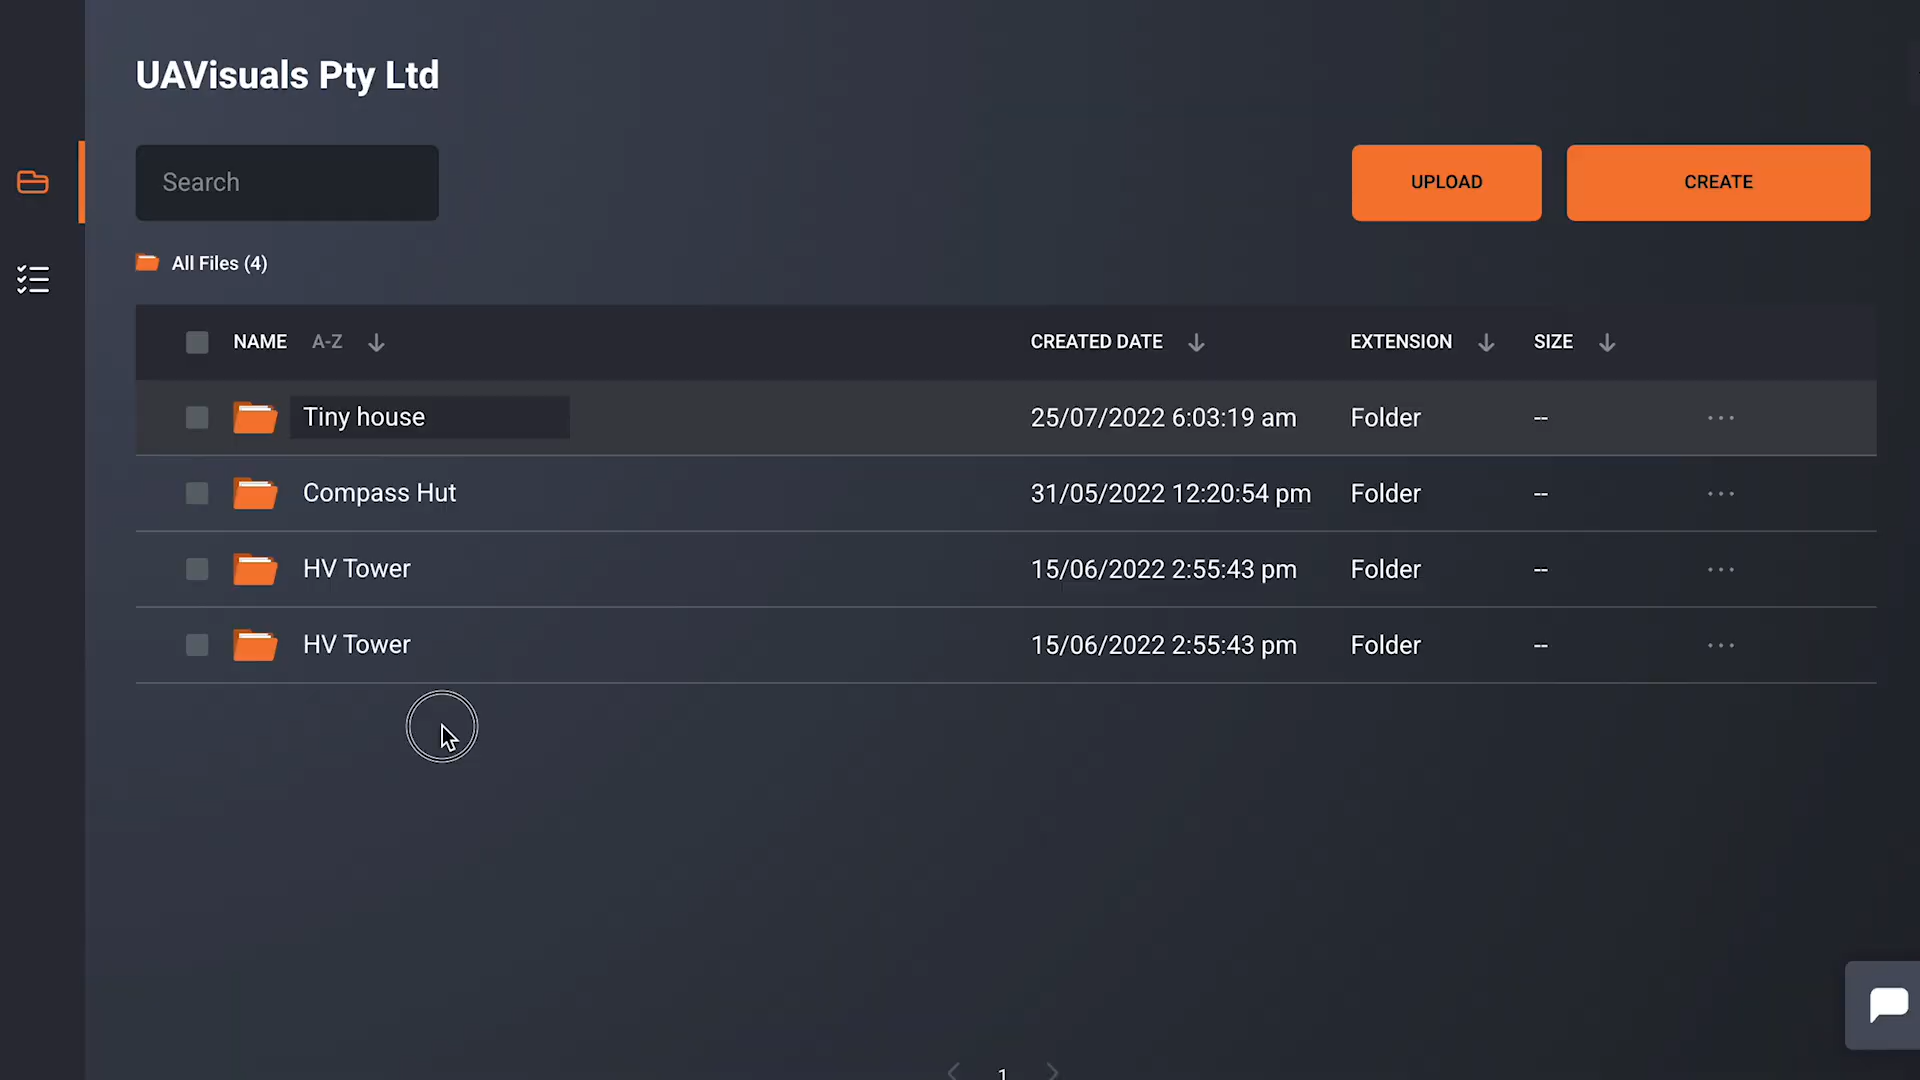 UAVisuals Pty Ltd
Search
UPLOAD
CREATE
All Files (4)
NAME A-Z CREATED DATE EXTENSION SIZE
Tiny house 25/07/2022 6:03:19 am Folder --
Compass Hut 31/05/2022 12:20:54 pm Folder --
HV Tower 15/06/2022 2:55:43 pm Folder --
HV Tower 15/06/2022 2:55:43 pm Folder --
1